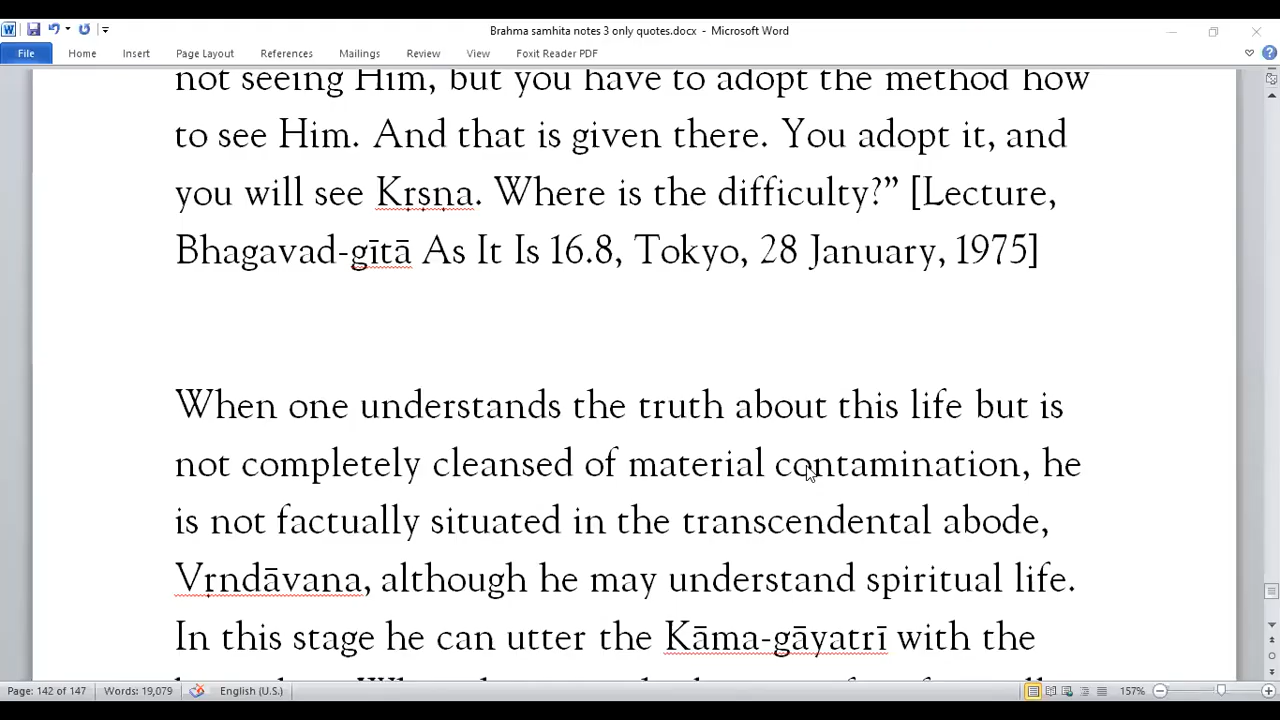 Brahma samhita notes 3 only quotes.docx - Microsoft Word
File Home Insert Page Layout References Mailings Review View Foxit Reader PDF
not seeing Him, but you have to adopt the method how
to see Him. And that is given there. You adopt it, and
you will see Kṛṣṇa. Where is the difficulty?” [Lecture,
Bhagavad-gītā As It Is 16.8, Tokyo, 28 January, 1975]
When one understands the truth about this life but is
not completely cleansed of material contamination, he
is not factually situated in the transcendental abode,
Vṛndāvana, although he may understand spiritual life.
In this stage he can utter the Kāma-gāyatrī with the
Page: 142 of 147 Words: 19,079 English (U.S.) 157%